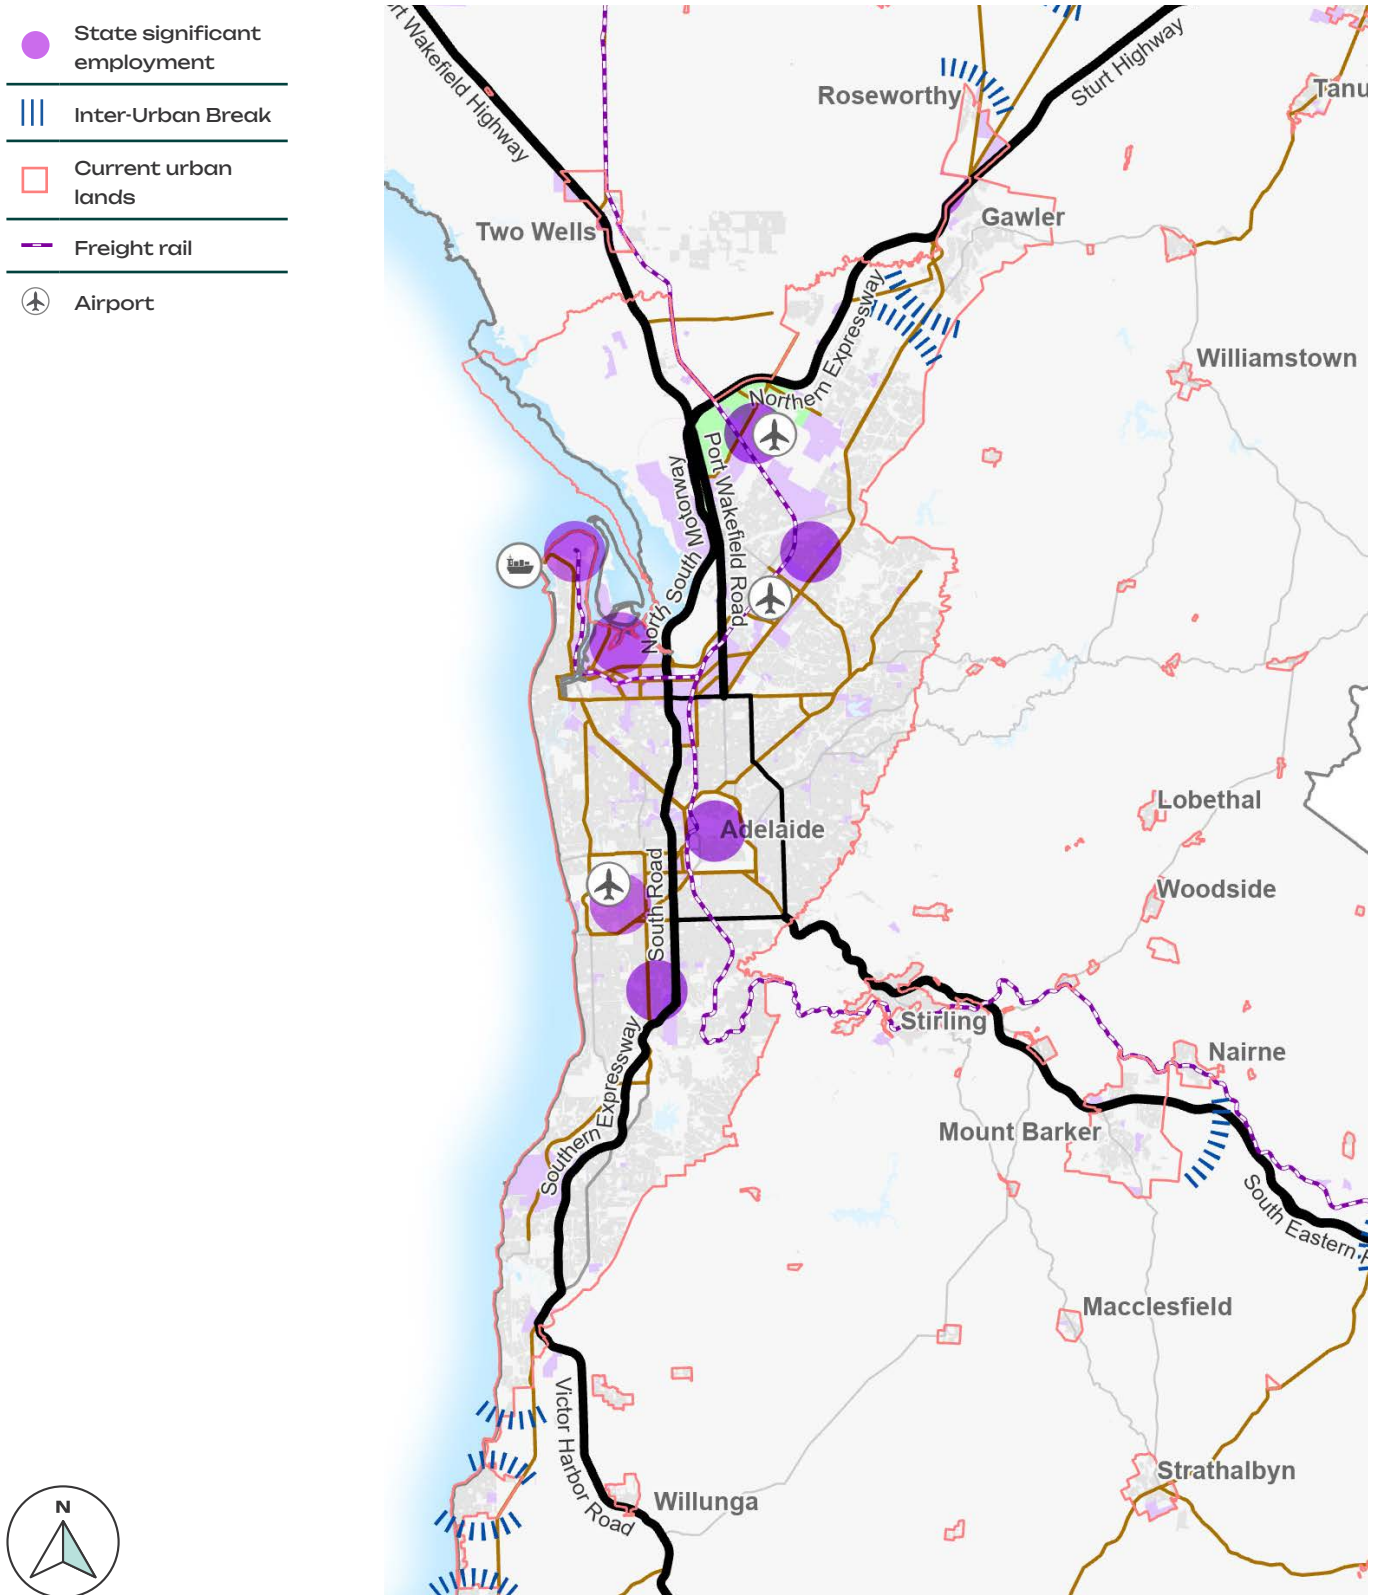 State significant
employment
Inter-Urban Break
Current urban
lands
Freight rail
Airport
rt Wakefield Highway
Sturt Highway
Roseworthy
Tanu
Gawler
Two Wells
Northern Expressway
Williamstown
Port Wakefield Road
North South Motorway
Adelaide
Lobethal
South Road
Woodside
Stirling
Nairne
Southern Expressway
Mount Barker
South Eastern F
Macclesfield
Victor Harbor Road
Strathalbyn
Willunga
N